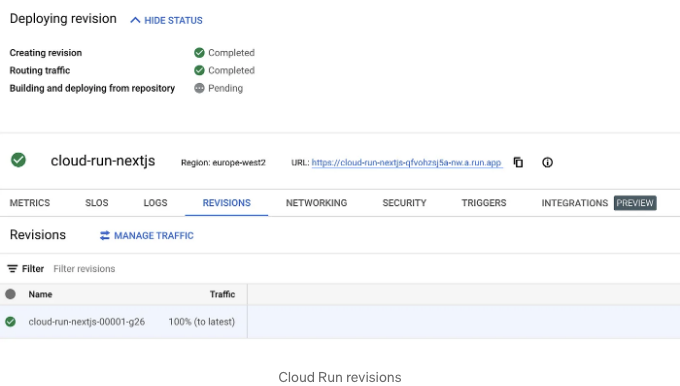 Deploying revision HIDE STATUS
Creating revision Completed
Routing traffic Completed
Building and deploying from repository Pending
cloud-run-nextjs Region: europe-west2 URL: https://cloud-run-nextjs-qfvohzsj5a-nw.a.run.app
METRICS SLOS LOGS REVISIONS NETWORKING SECURITY TRIGGERS INTEGRATIONS PREVIEW
Revisions MANAGE TRAFFIC
Filter Filter revisions
Name Traffic
cloud-run-nextjs-00001-g26 100% (to latest)
Cloud Run revisions